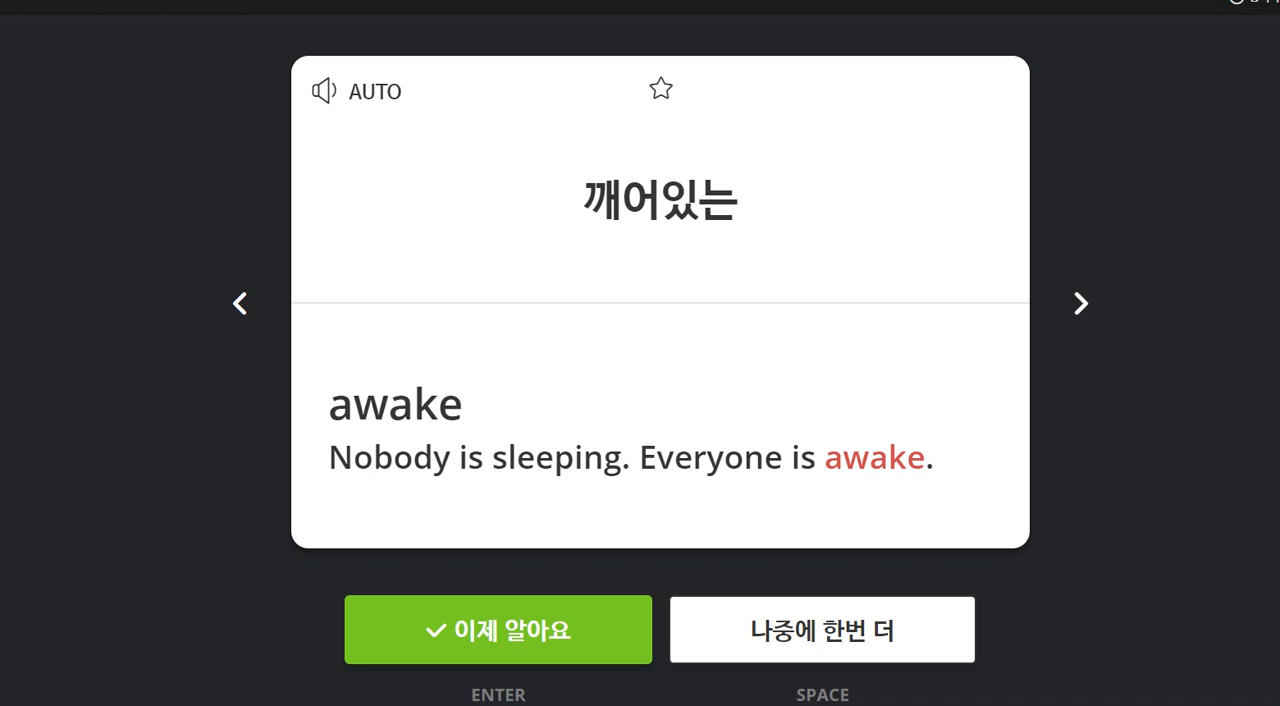 AUTO
깨어있는
awake
Nobody is sleeping. Everyone is awake.
이제 알아요
나중에 한번 더
ENTER
SPACE